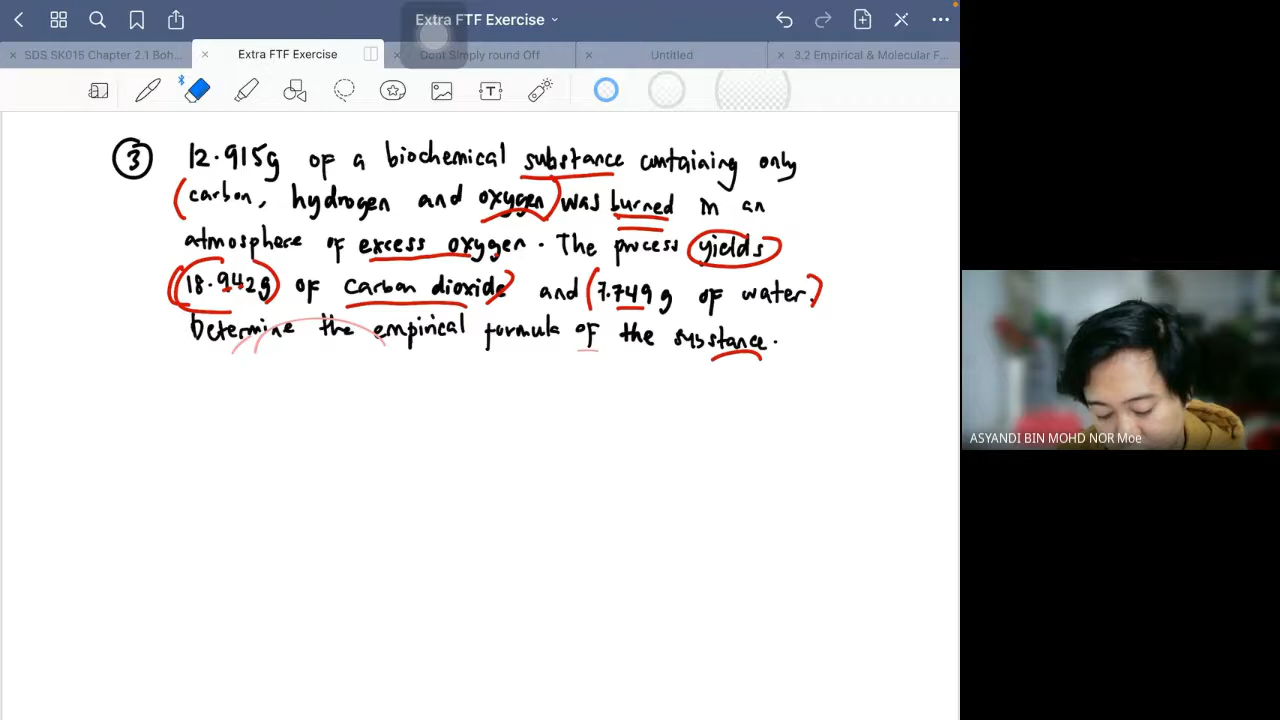 Extra FTF Exercise
SDS SK015 Chapter 2.1 Boh...
Extra FTF Exercise
Dont Simply round Off
Untitled
3.2 Empirical & Molecular F...
3 12.915g of a biochemical substance containing only
carbon, hydrogen and oxygen was burned in an
atmosphere of excess oxygen. The process yields
18.942g of carbon dioxide and 7.749 g of water.
Determine the empirical formula of the substance.
ASYANDI BIN MOHD NOR Moe